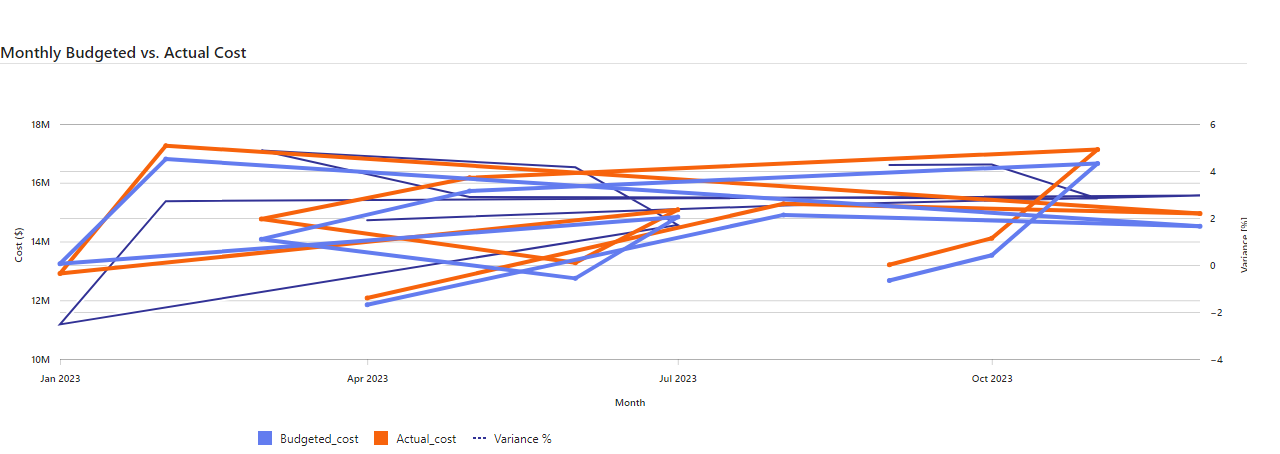 Monthly Budgeted vs. Actual Cost
18M
16M
14M
12M
10M
Cost ($)
6
4
2
0
−2
−4
Variance (%)
Jan 2023
Apr 2023
Jul 2023
Oct 2023
Month
Budgeted_cost
Actual_cost
Variance %